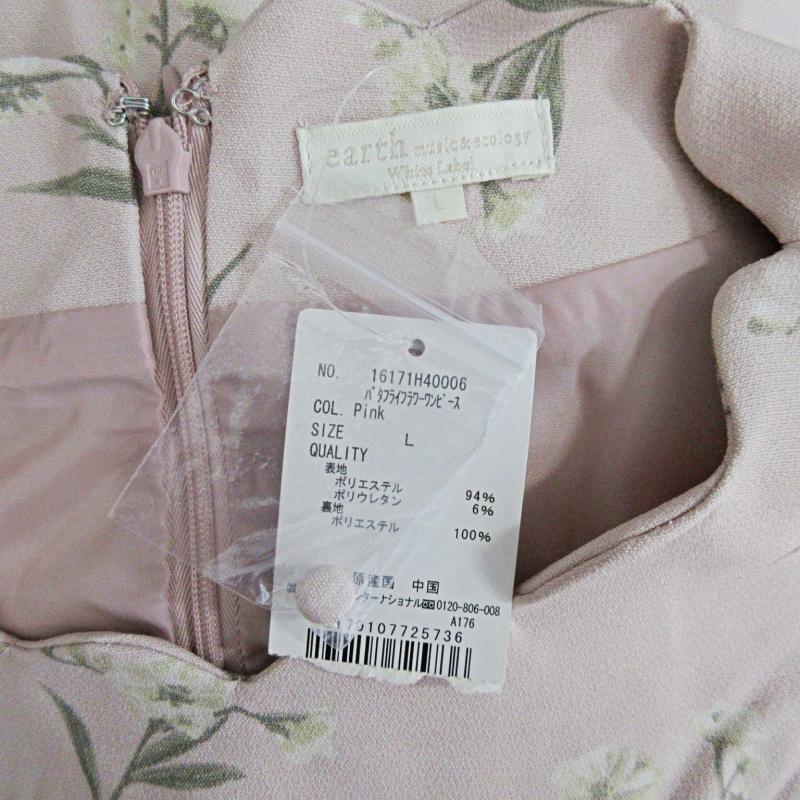 earth music&ecology
White Label
L
NO. 16171H40006
ﾊﾞﾀﾌﾗｲﾌﾗﾜｰﾜﾝﾋﾟｰｽ
COL. Pink
SIZE L
QUALITY
表地
ポリエステル 94%
ポリウレタン 6%
裏地
ポリエステル 100%
原産国 中国
ンターナショナル 0120-806-008
A176
170107725736